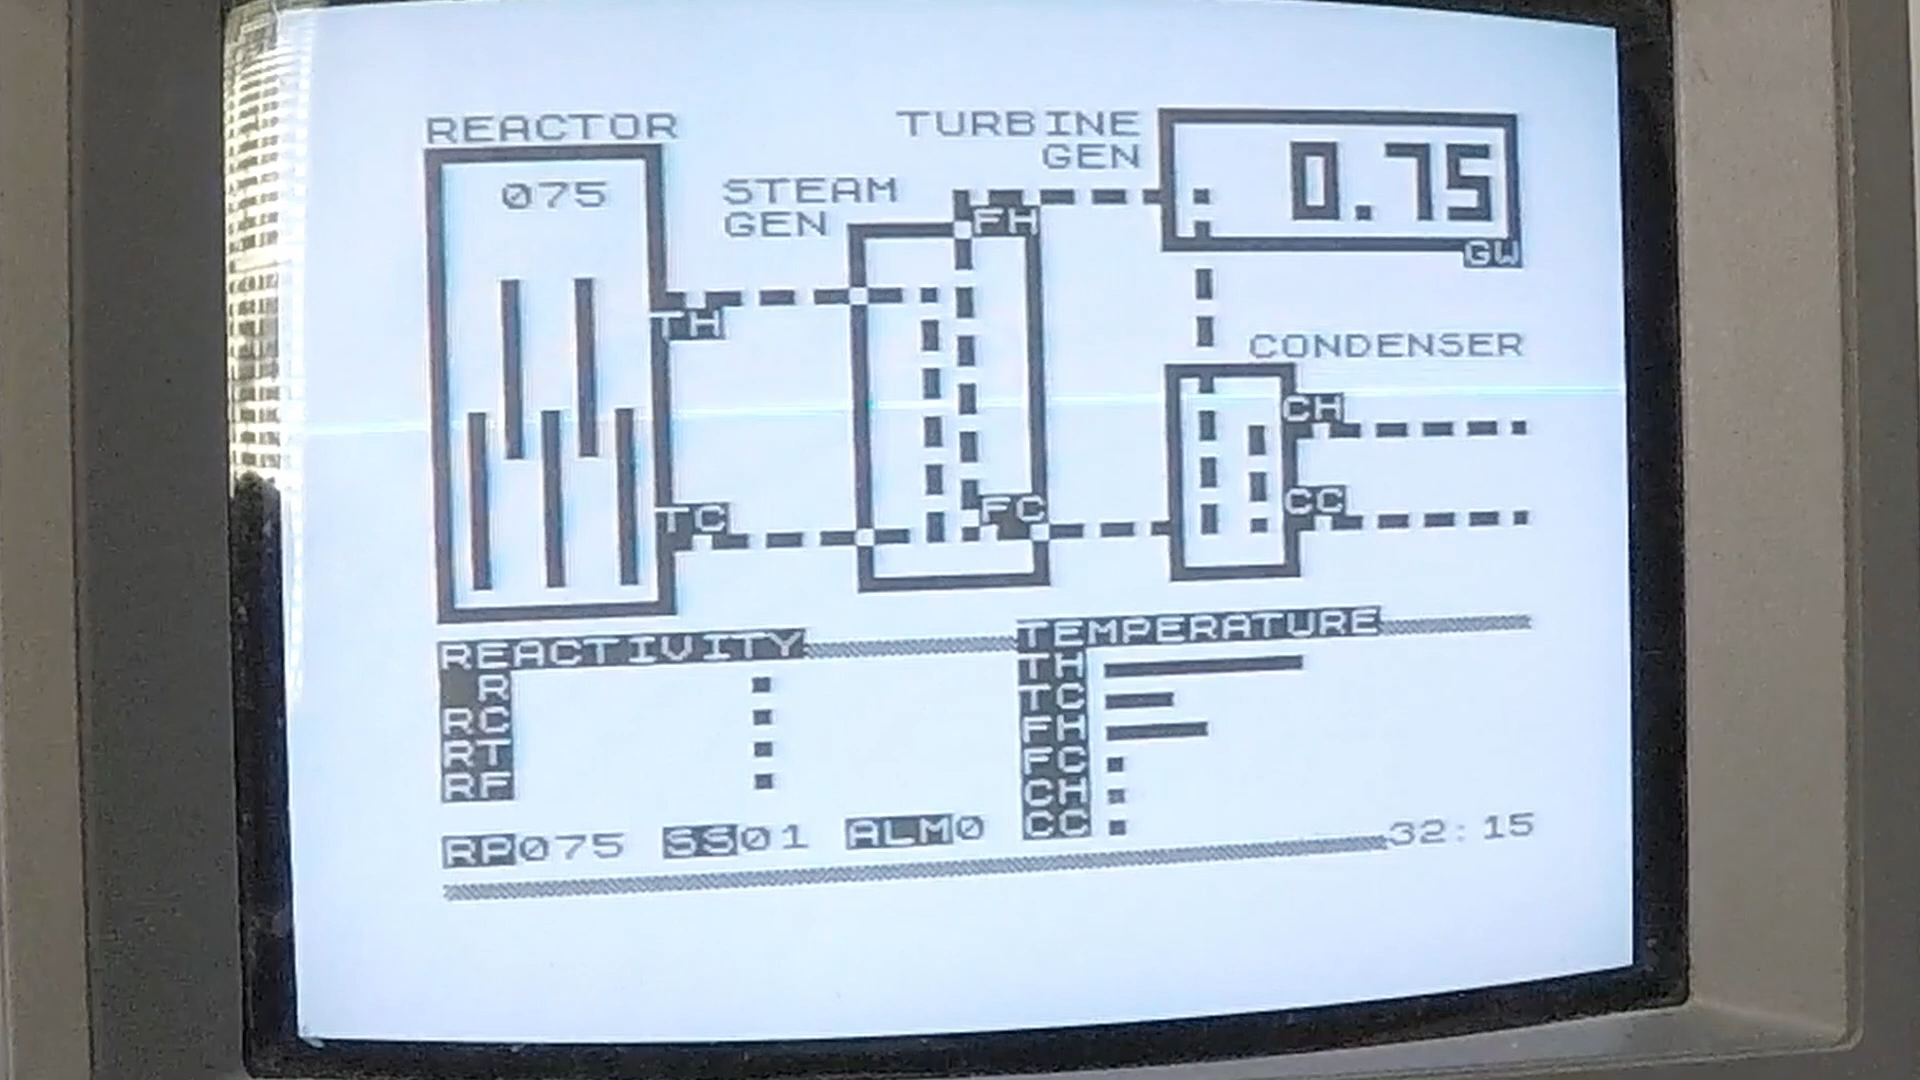 REACTOR
TURBINE
GEN
0.75
GW
075
STEAM
GEN
FH
TH
CONDENSER
CH
CC
TC
FC
REACTIVITY
R
RC
RT
RF
TEMPERATURE
TH
TC
FH
FC
CH
CC
RP075 SS01 ALM0
32:15